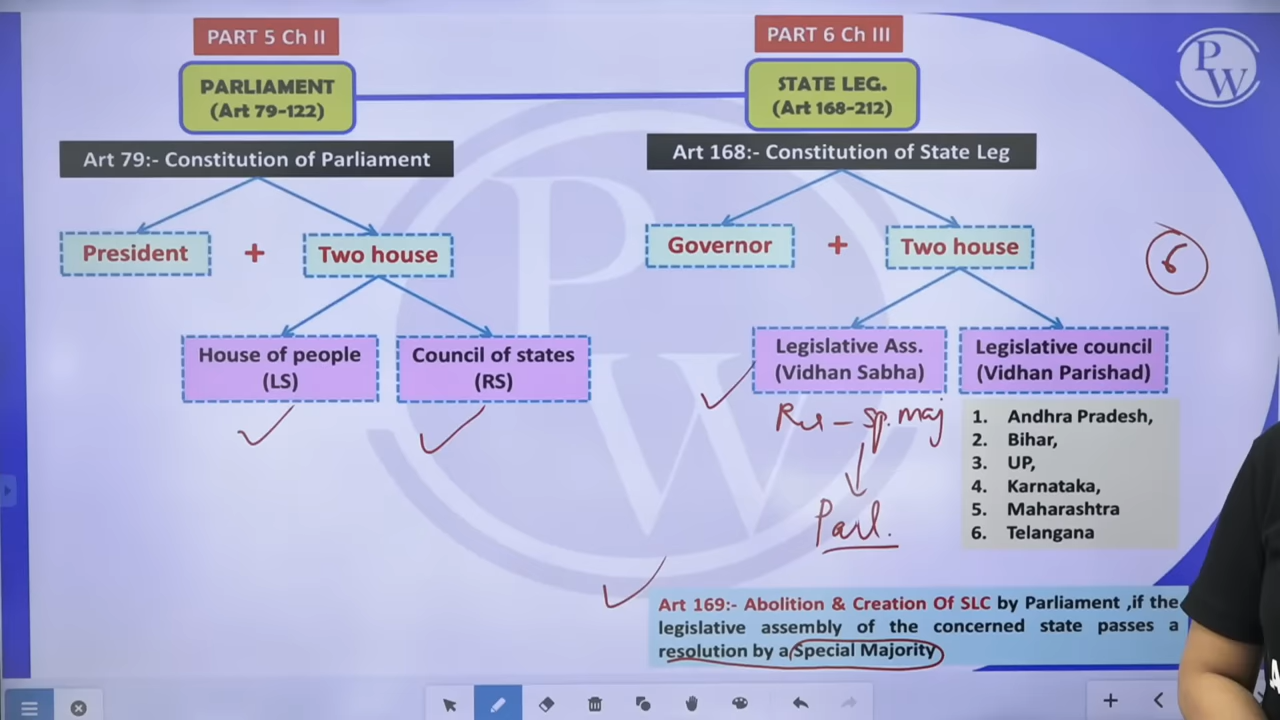 PART 5 Ch II
PARLIAMENT
(Art 79-122)
Art 79:- Constitution of Parliament
President
+
Two house
House of people
(LS)
Council of states
(RS)
PART 6 Ch III
STATE LEG.
(Art 168-212)
Art 168:- Constitution of State Leg
Governor
+
Two house
6
Legislative Ass.
(Vidhan Sabha)
Legislative council
(Vidhan Parishad)
sp. maj
Parl.
1. Andhra Pradesh,
2. Bihar,
3. UP,
4. Karnataka,
5. Maharashtra
6. Telangana
Art 169:- Abolition & Creation Of SLC by Parliament ,if the
legislative assembly of the concerned state passes a
resolution by a Special Majority
PW
PW